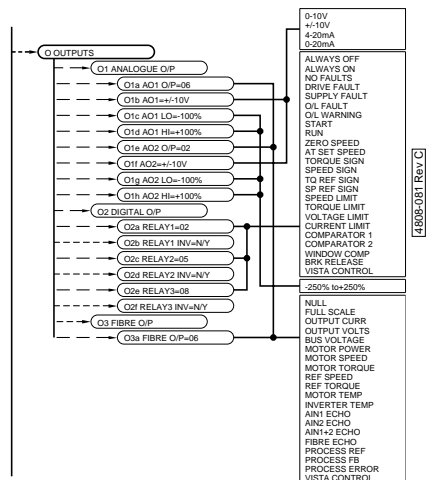 O OUTPUTS
O1 ANALOGUE O/P
O1a AO1 O/P=06
O1b AO1=+/-10V
O1c AO1 LO=-100%
O1d AO1 HI=+100%
O1e AO2 O/P=02
O1f AO2=+/-10V
O1g AO2 LO=-100%
O1h AO2 HI=+100%
O2 DIGITAL O/P
O2a RELAY1=02
O2b RELAY1 INV=N/Y
O2c RELAY2=05
O2d RELAY2 INV=N/Y
O2e RELAY3=08
O2f RELAY3 INV=N/Y
O3 FIBRE O/P
O3a FIBRE O/P=06
0-10V
+/-10V
4-20mA
0-20mA
ALWAYS OFF
ALWAYS ON
NO FAULTS
DRIVE FAULT
SUPPLY FAULT
O/L FAULT
O/L WARNING
START
RUN
ZERO SPEED
AT SET SPEED
TORQUE SIGN
SPEED SIGN
TQ REF SIGN
SP REF SIGN
SPEED LIMIT
TORQUE LIMIT
VOLTAGE LIMIT
CURRENT LIMIT
COMPARATOR 1
COMPARATOR 2
WINDOW COMP
BRK RELEASE
VISTA CONTROL
-250% to+250%
NULL
FULL SCALE
OUTPUT CURR
OUTPUT VOLTS
BUS VOLTAGE
MOTOR POWER
MOTOR SPEED
MOTOR TORQUE
REF SPEED
REF TORQUE
MOTOR TEMP
INVERTER TEMP
AIN1 ECHO
AIN2 ECHO
AIN1+2 ECHO
FIBRE ECHO
PROCESS REF
PROCESS FB
PROCESS ERROR
VISTA CONTROL
4808-081 Rev C